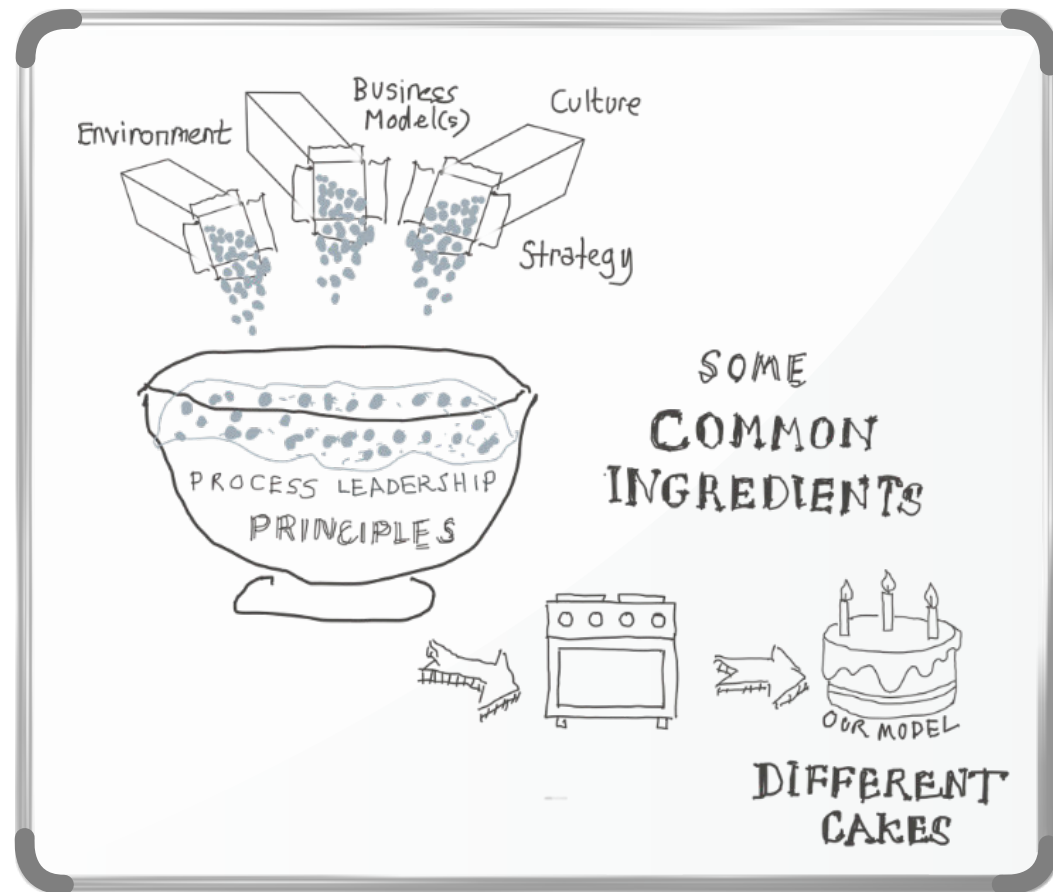 Environment
Business
Model(s)
Culture
Strategy
PROCESS LEADERSHIP
PRINCIPLES
SOME
COMMON
INGREDIENTS
OUR MODEL
DIFFERENT
CAKES